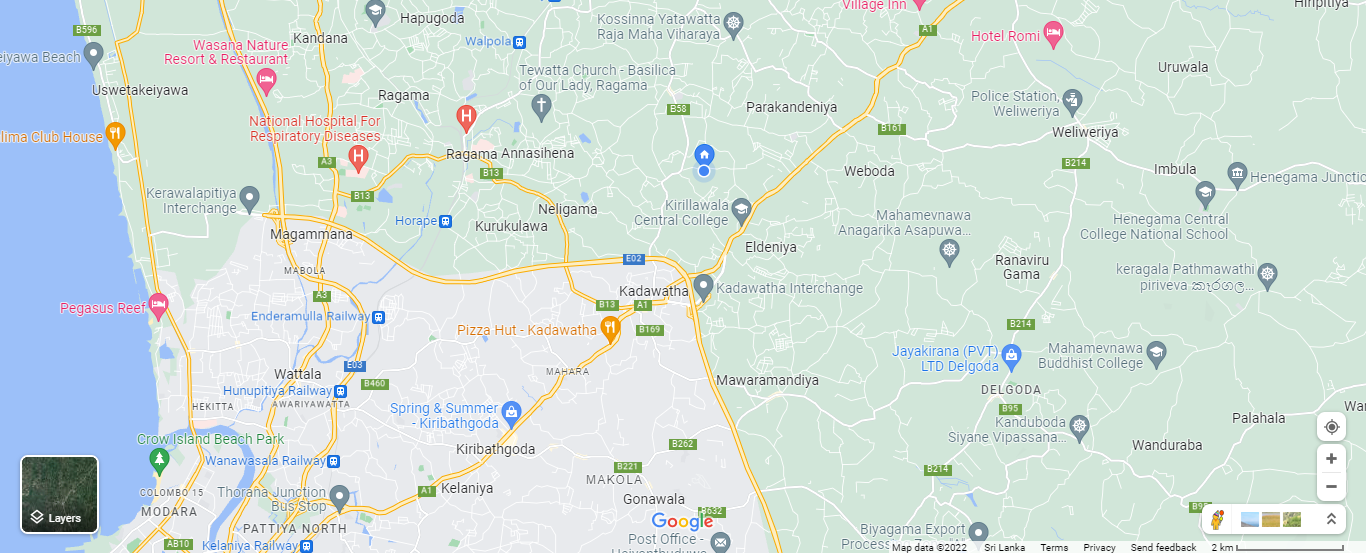 Hapugoda
Village Inn
Hiripitiya
B596
Kandana
Kossinna Yatawatta
Raja Maha Viharaya
A1
Hotel Romi
Walpola
Wasana Nature
Resort & Restaurant
eiyawa Beach
Tewatta Church - Basilica
of Our Lady, Ragama
Uruwala
Uswetakeiyawa
Ragama
B58
Parakandeniya
Police Station,
Weliweriya
National Hospital For
Respiratory Diseases
B161
Weliweriya
lima Club House
A3
Ragama
Annasihena
B214
B13
Weboda
Imbula
Henegama Junctio
Kerawalapitiya
Interchange
B13
Neligama
Kirillawala
Central College
Horape
Kurukulawa
Mahamevnawa
Anagarika Asapuwa...
Henegama Central
College National School
Magammana
Eldeniya
E02
Ranaviru
Gama
MABOLA
keragala Pathmawathi
piriveva කෑරගල...
A3
Kadawatha
Kadawatha Interchange
Pegasus Reef
B13
A1
Enderamulla Railway
B214
Pizza Hut - Kadawatha
B169
Jayakirana (PVT)
LTD Delgoda
Mahamevnawa
Buddhist College
E03
Wattala
MAHARA
B460
Mawaramandiya
Hunupitiya Railway
DELGODA
HEKITTA
AWARIYAWATTA
Spring & Summer
- Kiribathgoda
B95
Wan
Palahala
Kanduboda
Siyane Vipassana...
Crow Island Beach Park
B262
Kiribathgoda
Wanduraba
Wanawasala Railway
B221
B214
MAKOLA
COLOMBO 15
Thorana Junction
Bus Stop
A1
Kelaniya
Gonawala
MODARA
B632
Layers
PATTIYA NORTH
Google
Biyagama Export
AB10
Kelaniya Railway
Post Office -
Map data ©2022
Sri Lanka
Terms
Privacy
Send feedback
2 km